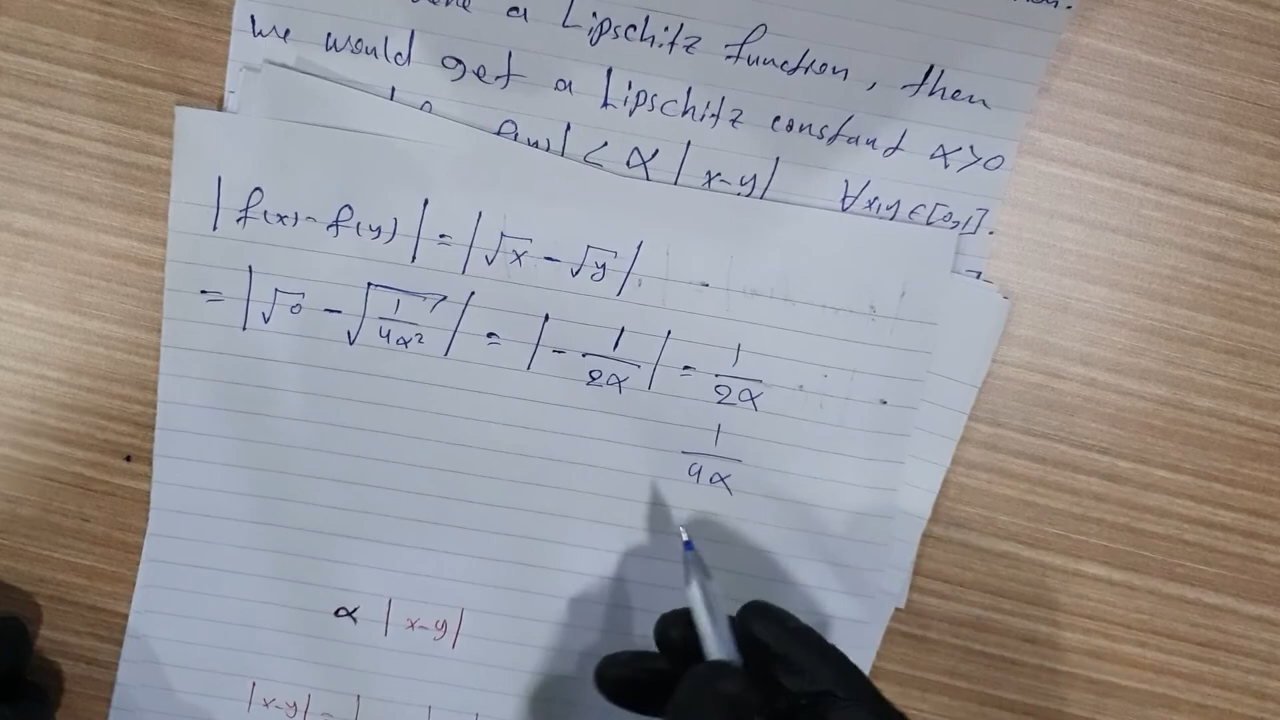 a Lipschitz function, then
we would get a Lipschitz constant α>0
< α |x-y| ∀x,y∈[0,1].
|f(x)-f(y)| = |√x - √y|
= |√0 - √(1/4α²)| = |-1/2α| = 1/2α
1/4α
α |x-y|
|x-y| =